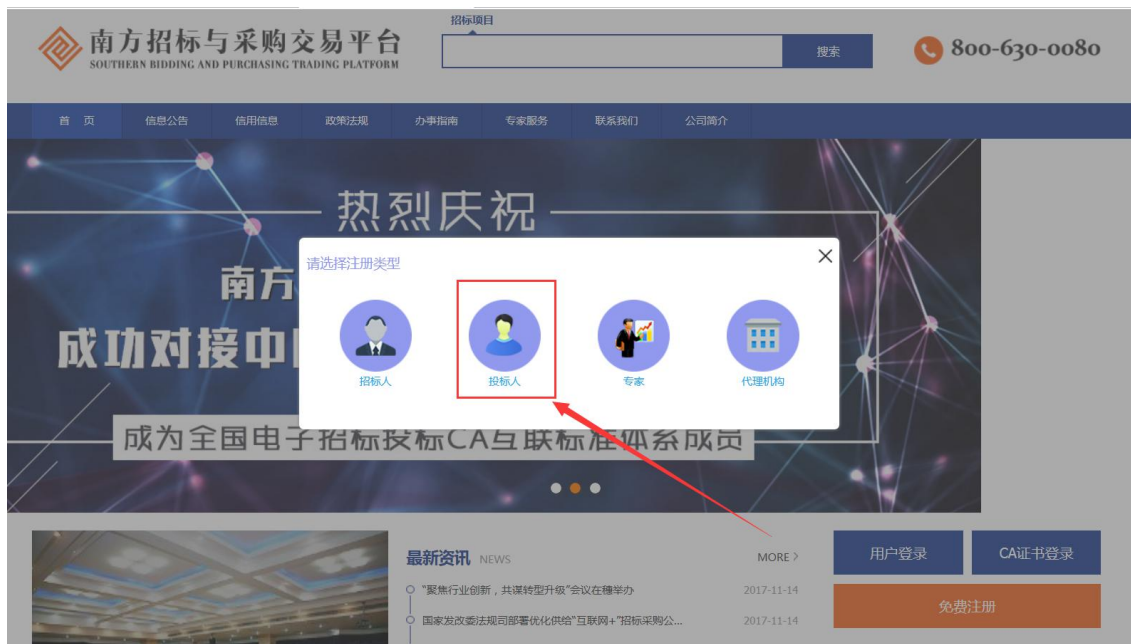 招标项目
南方招标与采购交易平台
SOUTHERN BIDDING AND PURCHASING TRADING PLATFORM
搜索
800-630-0080
首 页 信息公告 信用信息 政策法规 办事指南 专家服务 联系我们 公司简介
热烈庆祝
南方
成功对接中
请选择注册类型
招标人 投标人 专家 代理机构
成为全国电子招标投标CA互联标准体系成员
最新资讯 NEWS MORE >
用户登录 CA证书登录
"聚焦行业创新，共谋转型升级"会议在穗举办 2017-11-14
免费注册
国家发改委法规司部署优化供给"互联网+"招标采购公... 2017-11-14